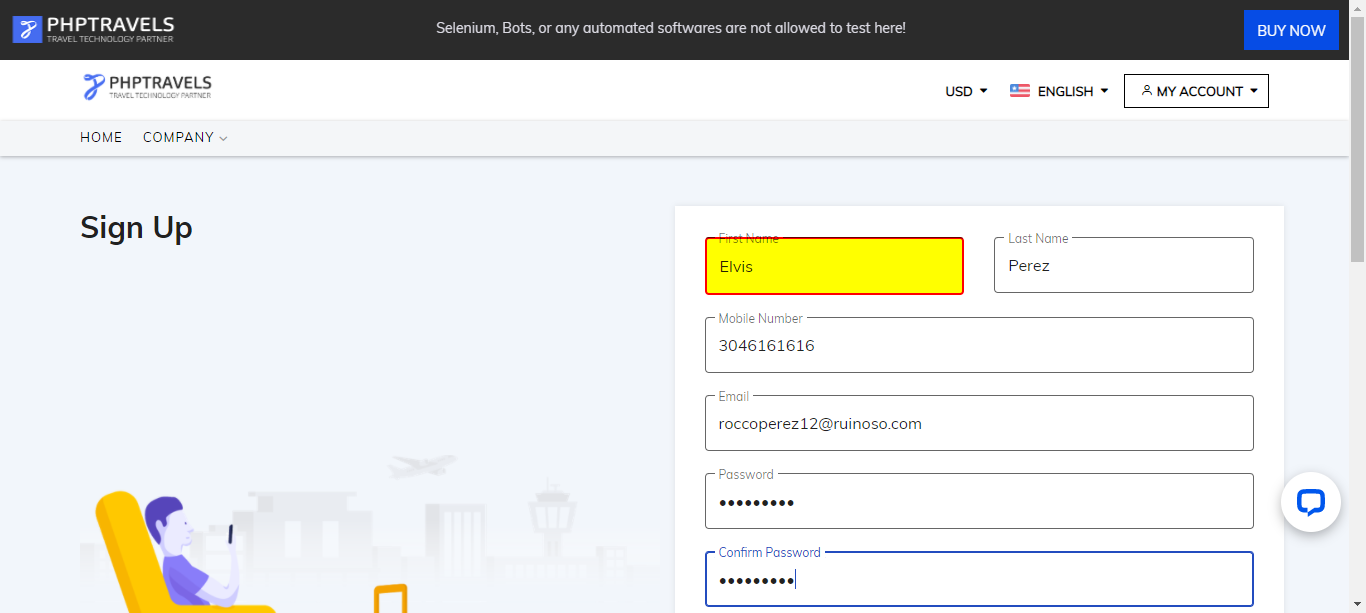 PHPTRAVELS
TRAVEL TECHNOLOGY PARTNER
Selenium, Bots, or any automated softwares are not allowed to test here!
BUY NOW
PHPTRAVELS
TRAVEL TECHNOLOGY PARTNER
USD
ENGLISH
MY ACCOUNT
HOME
COMPANY
Sign Up
First Name
Elvis
Last Name
Perez
Mobile Number
3046161616
Email
roccoperez12@ruinoso.com
Password
•••••••••
Confirm Password
•••••••••